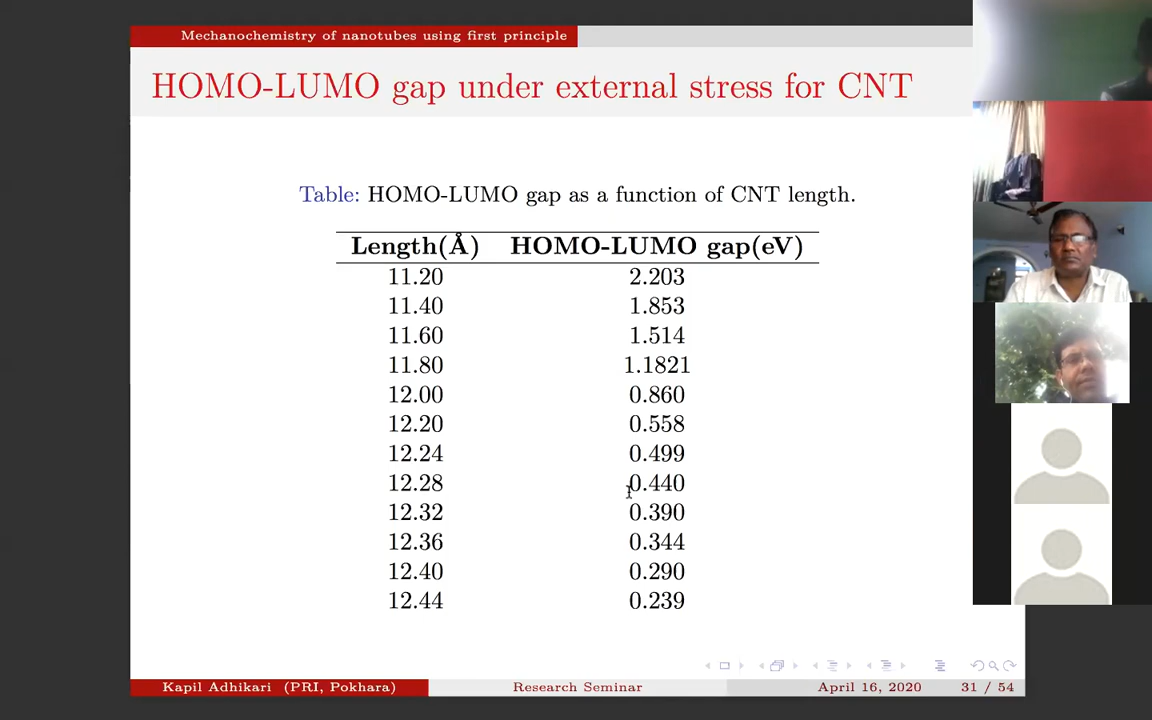 Mechanochemistry of nanotubes using first principle
HOMO-LUMO gap under external stress for CNT
Table: HOMO-LUMO gap as a function of CNT length.
Length(Å) HOMO-LUMO gap(eV)
11.20 2.203
11.40 1.853
11.60 1.514
11.80 1.1821
12.00 0.860
12.20 0.558
12.24 0.499
12.28 0.440
12.32 0.390
12.36 0.344
12.40 0.290
12.44 0.239
Kapil Adhikari (PRI, Pokhara) Research Seminar April 16, 2020 31 / 54